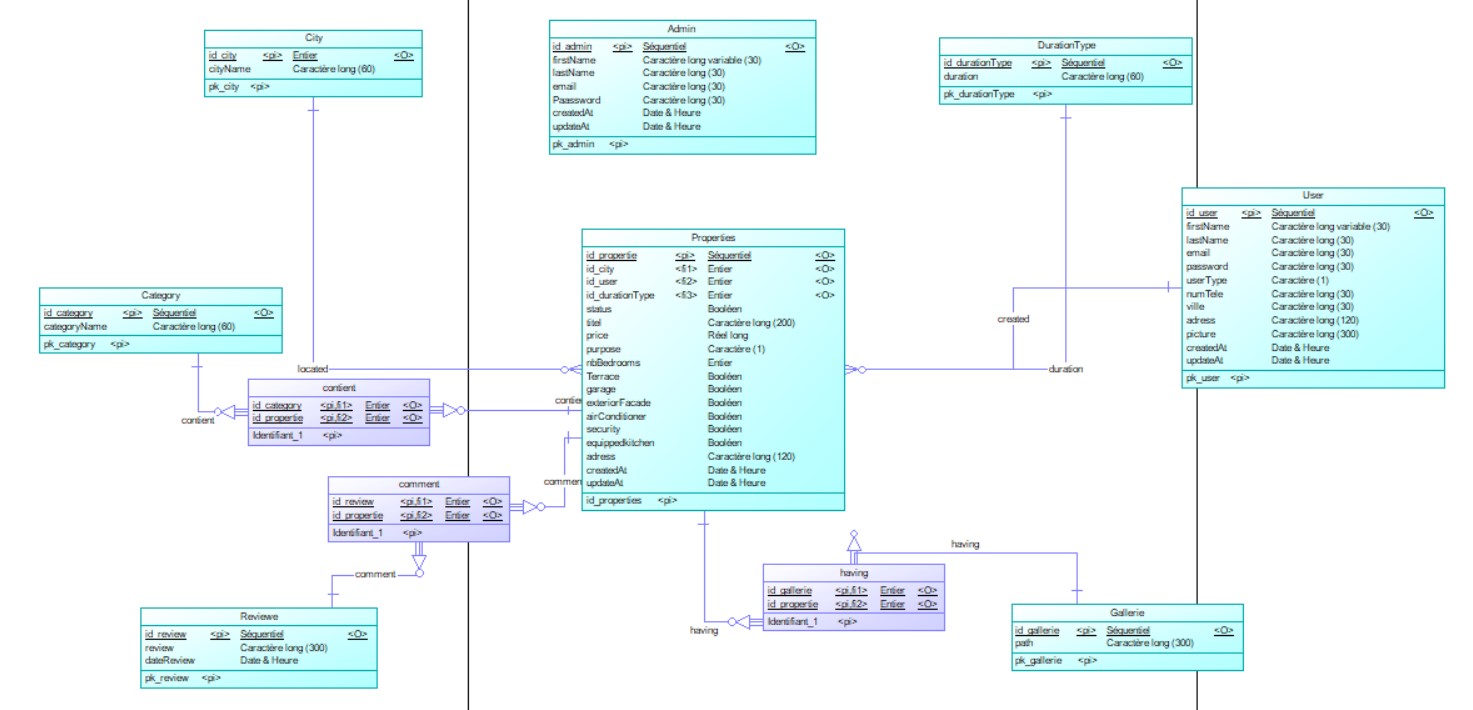 City
id_city <pi> Entier <O>
cityName Caractère long (60)
pk_city <pi>
Admin
id_admin <pi> Séquentiel <O>
firstName Caractère long variable (30)
lastName Caractère long (30)
email Caractère long (30)
Paassword Caractère long (30)
createdAt Date & Heure
updateAt Date & Heure
pk_admin <pi>
DurationType
id_durationType <pi> Séquentiel <O>
duration Caractère long (60)
pk_durationType <pi>
User
id_user <pi> Séquentiel <O>
firstName Caractère long variable (30)
lastName Caractère long (30)
email Caractère long (30)
password Caractère long (30)
userType Caractère (1)
numTele Caractère long (30)
ville Caractère long (30)
adress Caractère long (120)
picture Caractère long (300)
createdAt Date & Heure
updateAt Date & Heure
pk_user <pi>
Properties
id_propertie <pi> Séquentiel <O>
id_city <fi1> Entier <O>
id_user <fi2> Entier <O>
id_durationType <fi3> Entier <O>
status Booléen
titel Caractère long (200)
price Réel long
purpose Caractère (1)
nbBedrooms Entier
Terrace Booléen
garage Booléen
exteriorFacade Booléen
airConditioner Booléen
security Booléen
equippedkitchen Booléen
adress Caractère long (120)
createdAt Date & Heure
updateAt Date & Heure
id_properties <pi>
Category
id_category <pi> Séquentiel <O>
categoryName Caractère long (60)
pk_category <pi>
created
located
duration
contient
id_category <pi,fi1> Entier <O>
id_propertie <pi,fi2> Entier <O>
Identifiant_1 <pi>
contient
contie
comment
id_review <pi,fi1> Entier <O>
id_propertie <pi,fi2> Entier <O>
Identifiant_1 <pi>
commen
comment
having
having
id_gallerie <pi,fi1> Entier <O>
id_propertie <pi,fi2> Entier <O>
Identifiant_1 <pi>
having
Reviewe
id_review <pi> Séquentiel <O>
review Caractère long (300)
dateReview Date & Heure
pk_review <pi>
Gallerie
id_gallerie <pi> Séquentiel <O>
path Caractère long (300)
pk_gallerie <pi>